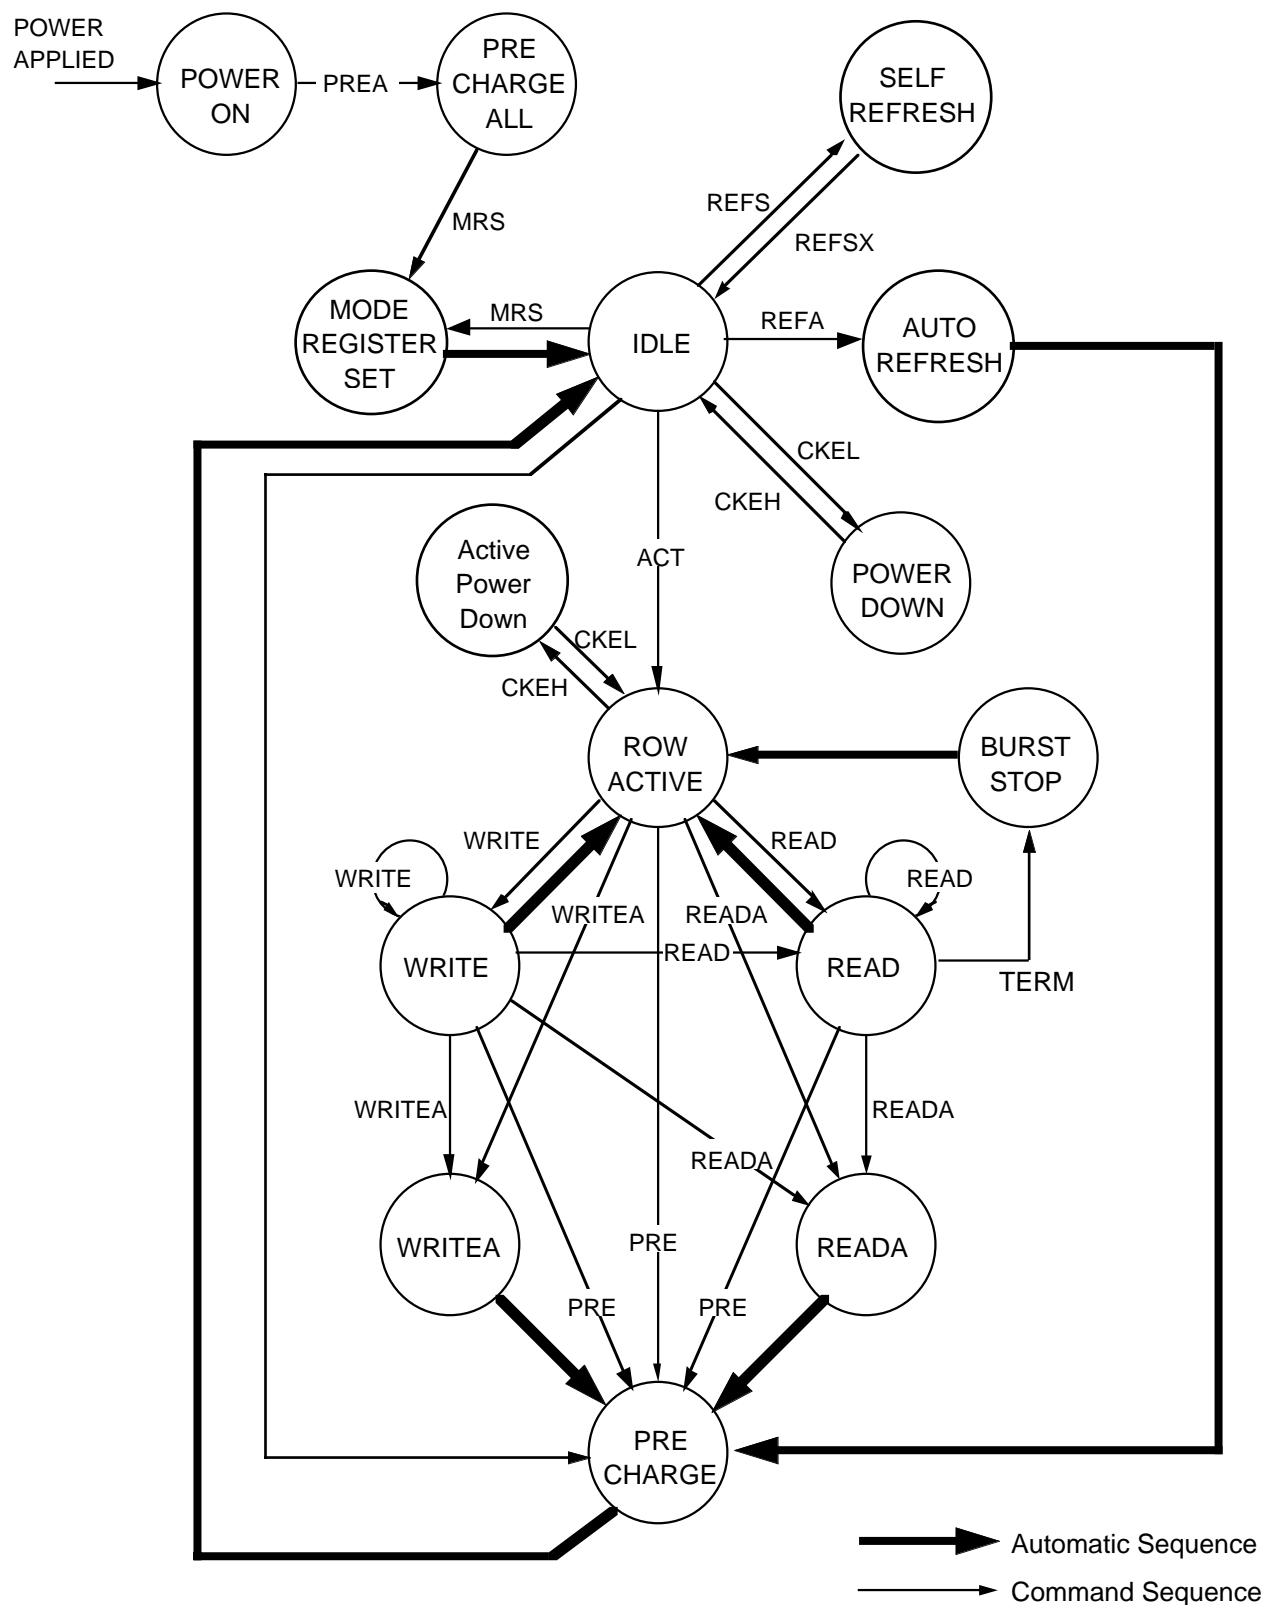 POWER
APPLIED
POWER
ON
PREA
PRE
CHARGE
ALL
SELF
REFRESH
REFS
REFSX
MRS
MODE
REGISTER
SET
MRS
IDLE
REFA
AUTO
REFRESH
CKEL
CKEH
POWER
DOWN
ACT
Active
Power
Down
CKEL
CKEH
ROW
ACTIVE
BURST
STOP
WRITE
READ
WRITE
READ
WRITEA
READA
WRITE
READ
READ
TERM
WRITEA
READA
READA
WRITEA
READA
PRE
PRE
PRE
PRE
CHARGE
Automatic Sequence
Command Sequence